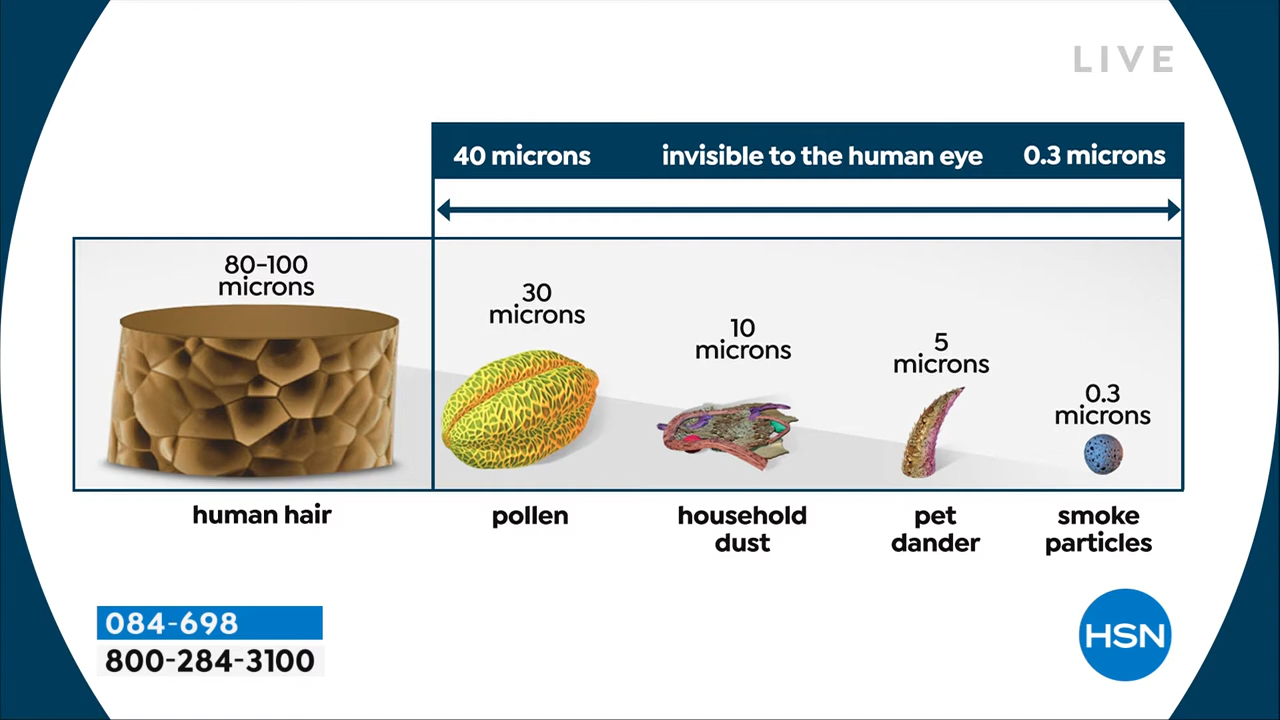 LIVE
40 microns invisible to the human eye 0.3 microns
80-100
microns
30
microns
10
microns
5
microns
0.3
microns
human hair
pollen
household
dust
pet
dander
smoke
particles
084-698
800-284-3100
HSN